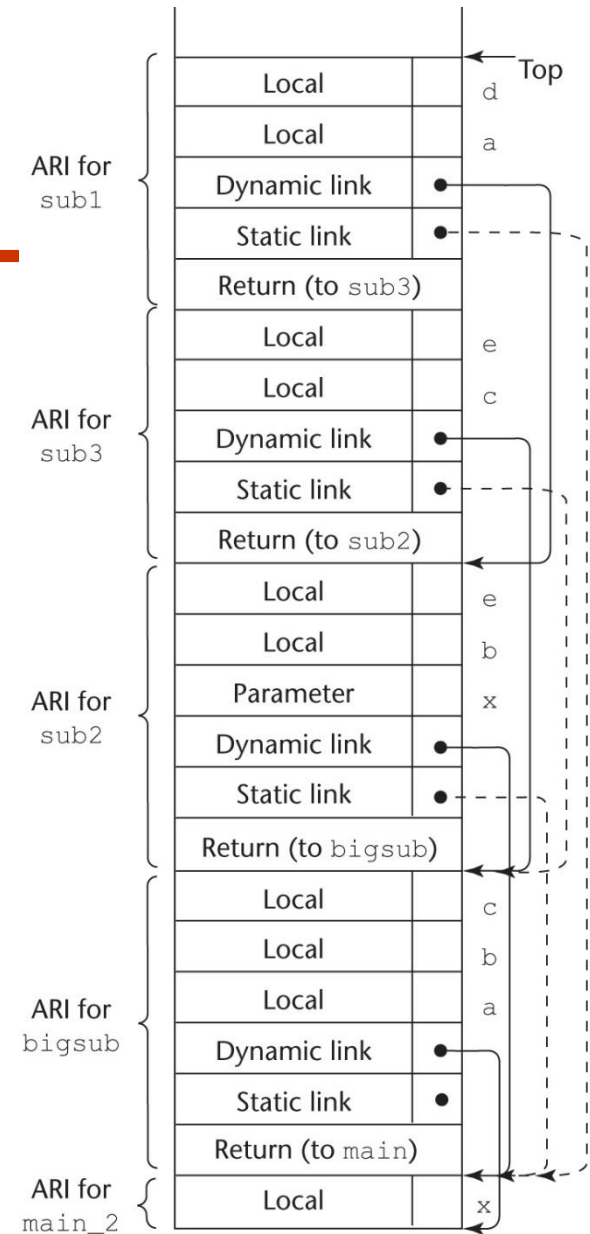 Top
ARI for
sub1
Local d
Local a
Dynamic link
Static link
Return (to sub3)
ARI for
sub3
Local e
Local c
Dynamic link
Static link
Return (to sub2)
ARI for
sub2
Local e
Local b
Parameter x
Dynamic link
Static link
Return (to bigsub)
ARI for
bigsub
Local c
Local b
Local a
Dynamic link
Static link
Return (to main)
ARI for
main_2
Local x